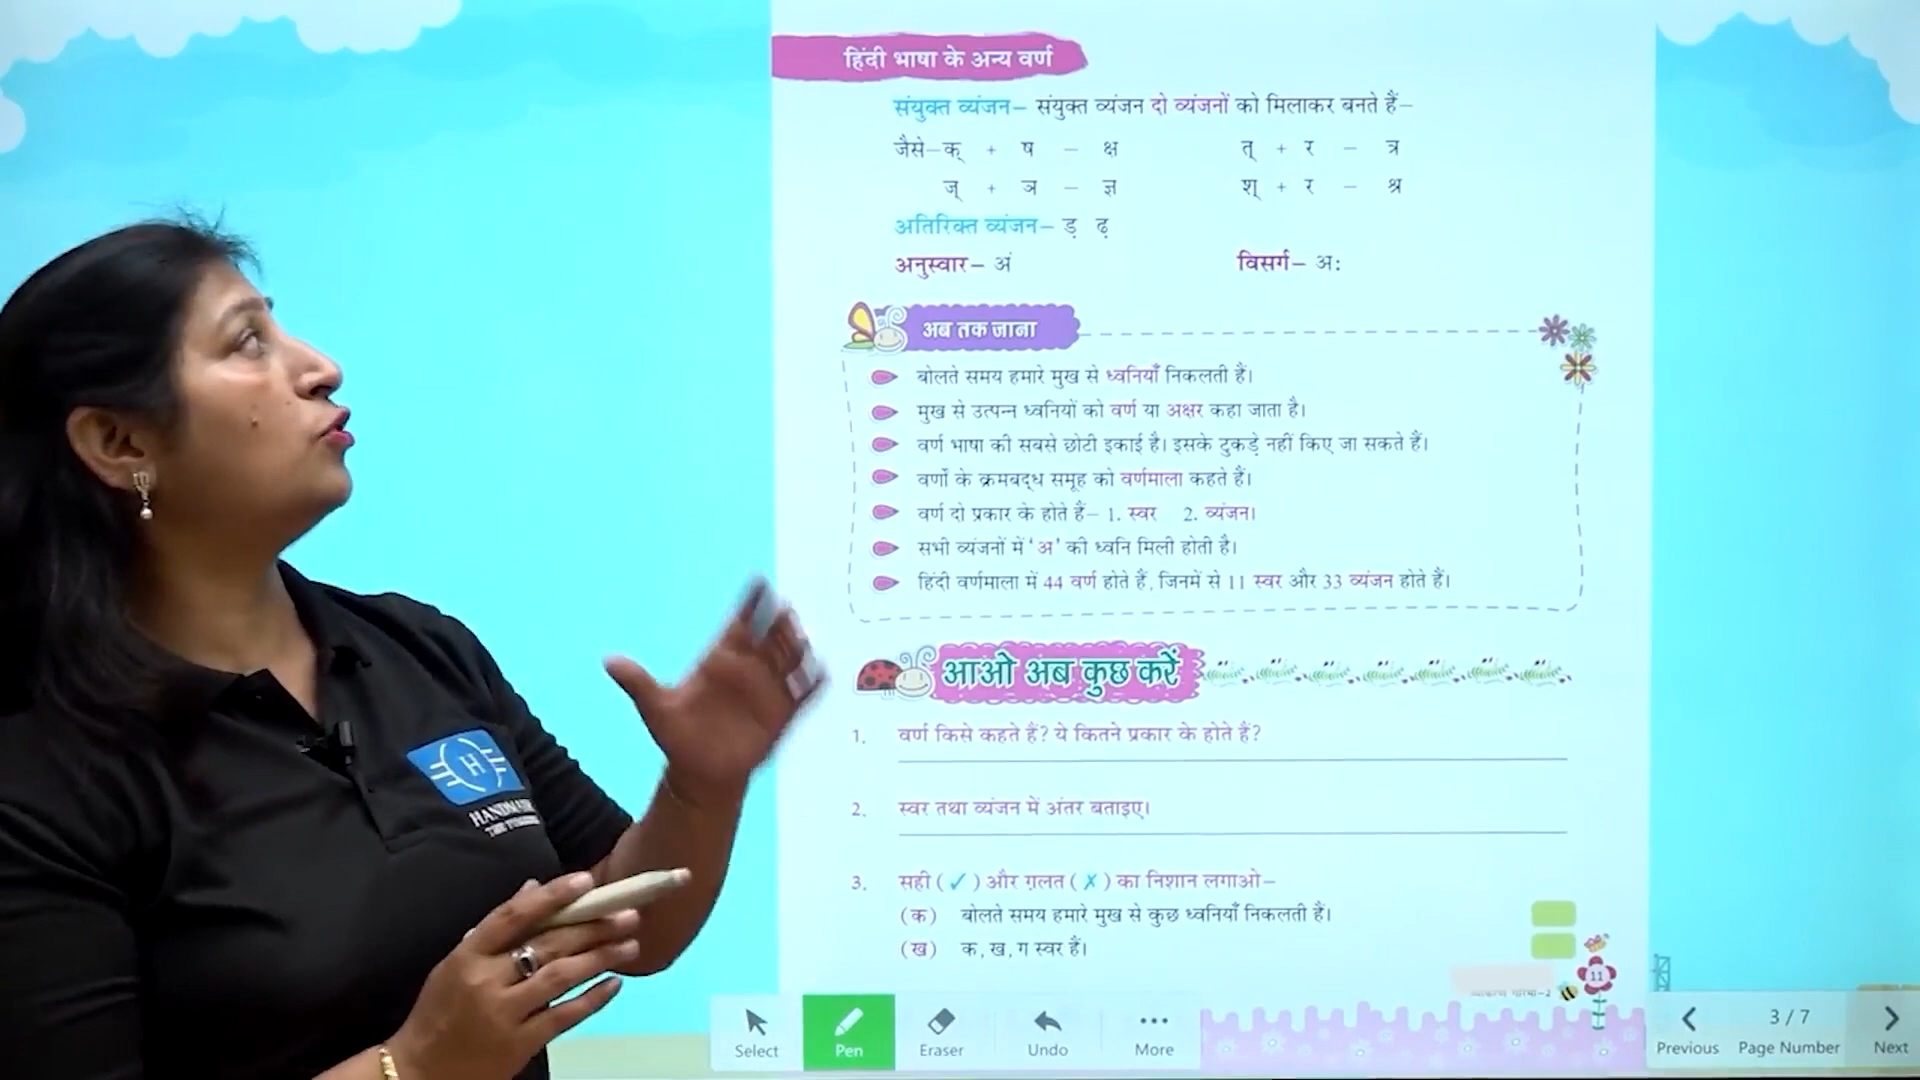 हिंदी भाषा के अन्य वर्ण
संयुक्त व्यंजन– संयुक्त व्यंजन दो व्यंजनों को मिलाकर बनते हैं–
जैसे–क् + ष – क्ष त् + र – त्र
ज् + ञ – ज्ञ श् + र – श्र
अतिरिक्त व्यंजन– ड़ ढ़
अनुस्वार– अं विसर्ग– अः
अब तक जाना
बोलते समय हमारे मुख से ध्वनियाँ निकलती हैं।
मुख से उत्पन्न ध्वनियों को वर्ण या अक्षर कहा जाता है।
वर्ण भाषा की सबसे छोटी इकाई है। इसके टुकड़े नहीं किए जा सकते हैं।
वर्णों के क्रमबद्ध समूह को वर्णमाला कहते हैं।
वर्ण दो प्रकार के होते हैं– 1. स्वर 2. व्यंजन।
सभी व्यंजनों में ‘अ’ की ध्वनि मिली होती है।
हिंदी वर्णमाला में 44 वर्ण होते हैं, जिनमें से 11 स्वर और 33 व्यंजन होते हैं।
आओ अब कुछ करें
1. वर्ण किसे कहते हैं? ये कितने प्रकार के होते हैं?
2. स्वर तथा व्यंजन में अंतर बताइए।
3. सही ( ✓ ) और ग़लत ( ✗ ) का निशान लगाओ–
(क) बोलते समय हमारे मुख से कुछ ध्वनियाँ निकलती हैं।
(ख) क, ख, ग स्वर हैं।
11
H
Select Pen Eraser Undo More
3 / 7
Previous Page Number Next